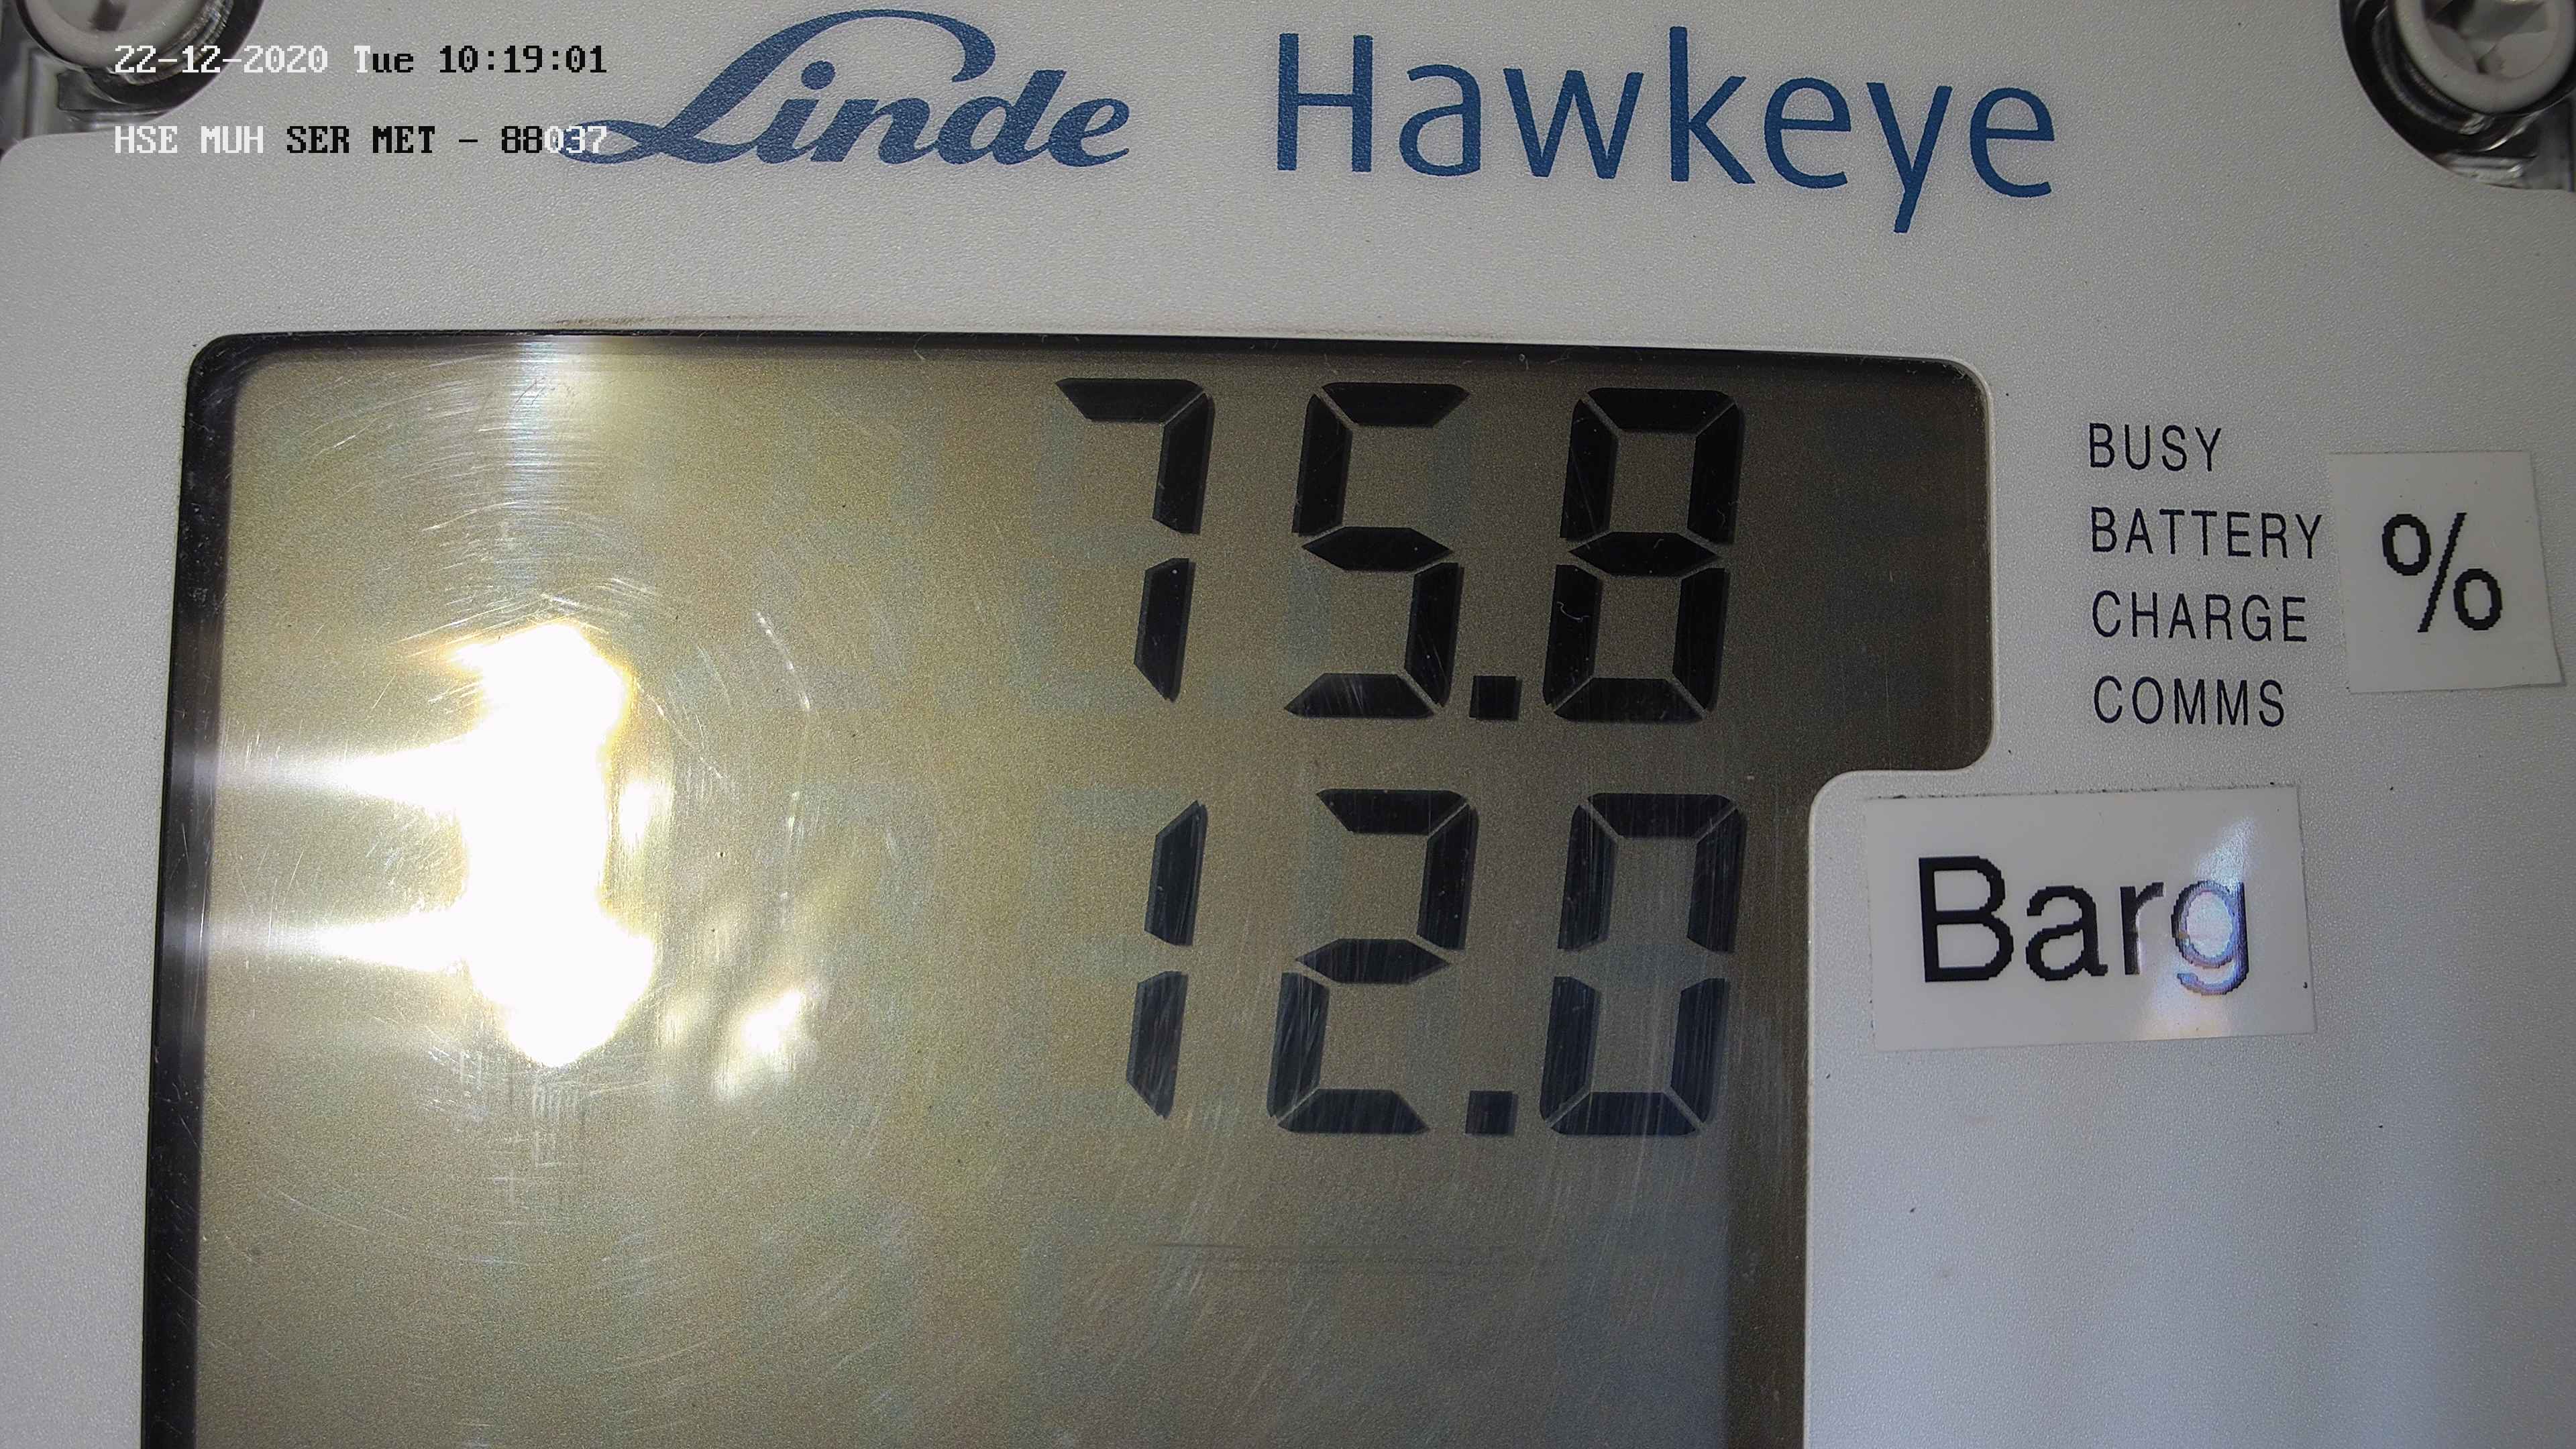 22-12-2020 Tue 10:19:01
HSE MUH SER MET - 88037
Linde Hawkeye
75.8
BUSY
BATTERY
CHARGE
COMMS
%
12.0
Barg